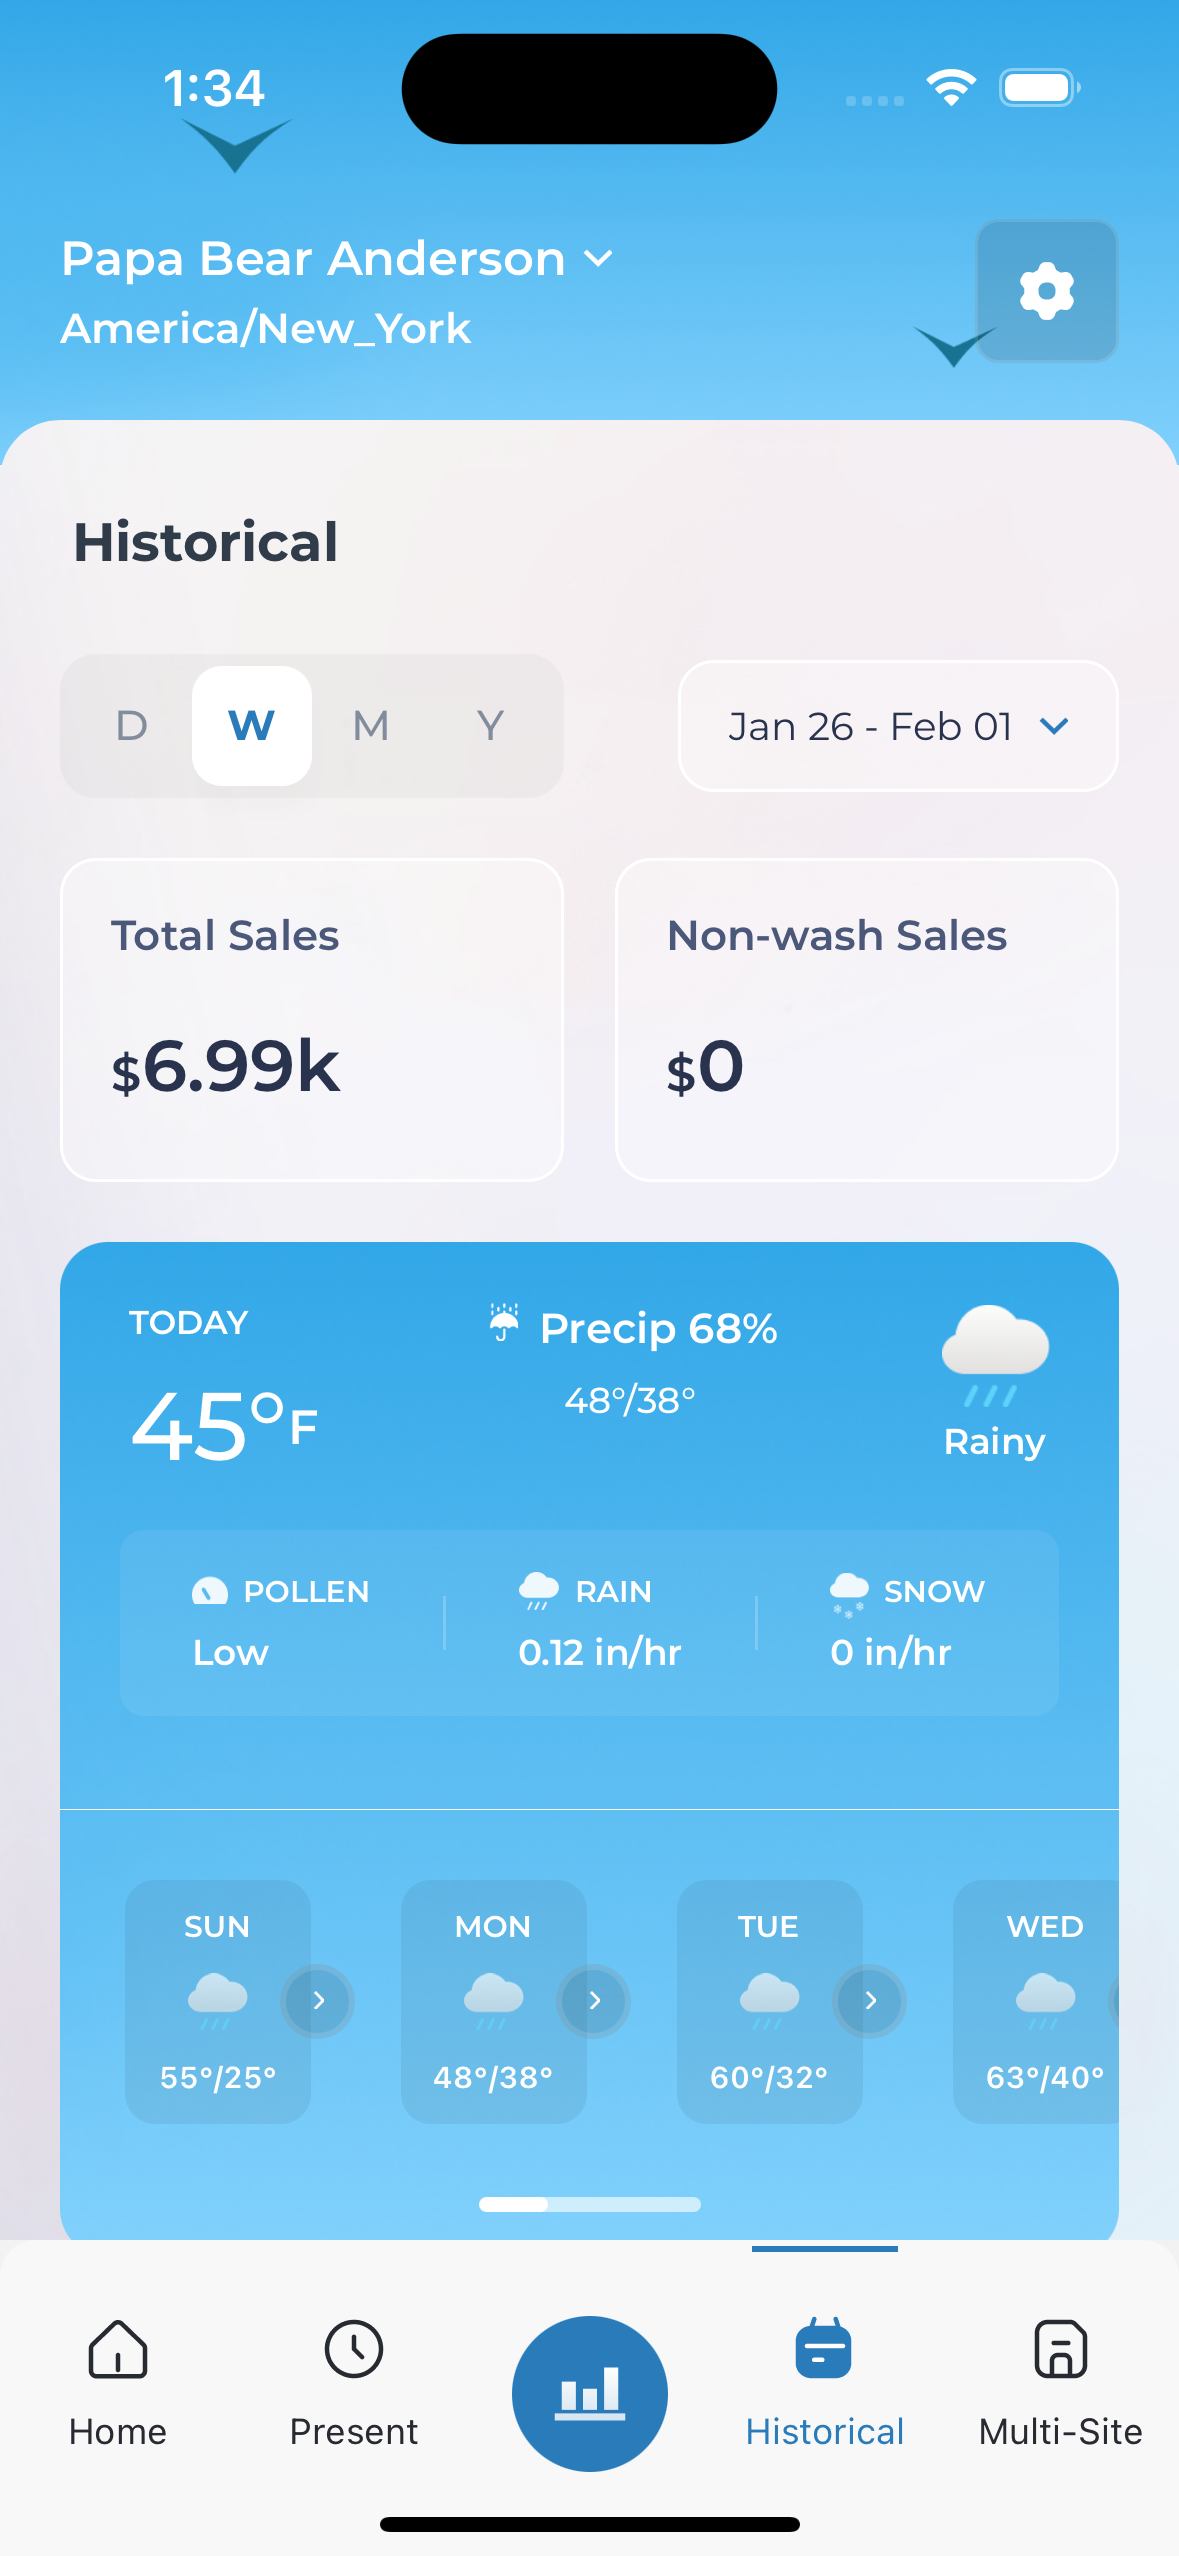 1:34
Papa Bear Anderson
America/New_York
Historical
D W M Y
Jan 26 - Feb 01
Total Sales
Non-wash Sales
$6.99k
$0
TODAY
Precip 68%
45°F
48°/38°
Rainy
POLLEN
RAIN
SNOW
Low
0.12 in/hr
0 in/hr
SUN
MON
TUE
WED
55°/25°
48°/38°
60°/32°
63°/40°
Home
Present
Historical
Multi-Site